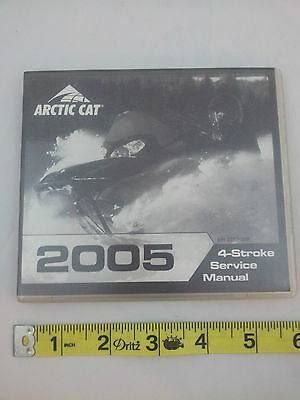 ARCTIC CAT®
2005
4-Stroke
Service
Manual
1 INCH Dritz 2 3 4 5 6